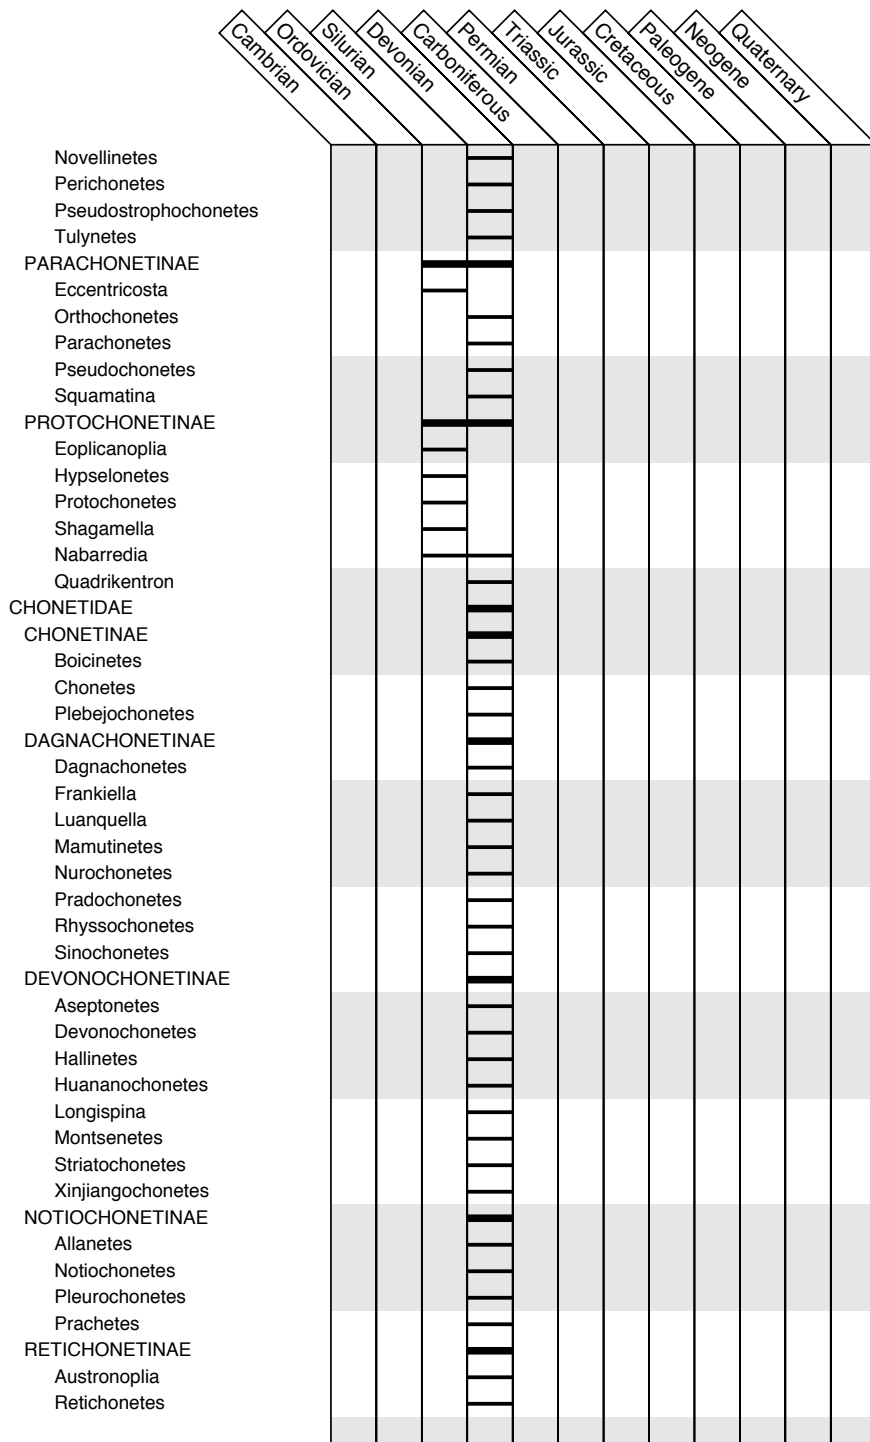 Cambrian
Ordovician
Silurian
Devonian
Carboniferous
Permian
Triassic
Jurassic
Cretaceous
Paleogene
Neogene
Quaternary
Novellinetes
Perichonetes
Pseudostrophochonetes
Tulynetes
PARACHONETINAE
Eccentricosta
Orthochonetes
Parachonetes
Pseudochonetes
Squamatina
PROTOCHONETINAE
Eoplicanoplia
Hypselonetes
Protochonetes
Shagamella
Nabarredia
Quadrikentron
CHONETIDAE
CHONETINAE
Boicinetes
Chonetes
Plebejochonetes
DAGNACHONETINAE
Dagnachonetes
Frankiella
Luanquella
Mamutinetes
Nurochonetes
Pradochonetes
Rhyssochonetes
Sinochonetes
DEVONOCHONETINAE
Aseptonetes
Devonochonetes
Hallinetes
Huananochonetes
Longispina
Montsenetes
Striatochonetes
Xinjiangochonetes
NOTIOCHONETINAE
Allanetes
Notiochonetes
Pleurochonetes
Prachetes
RETICHONETINAE
Austronoplia
Retichonetes